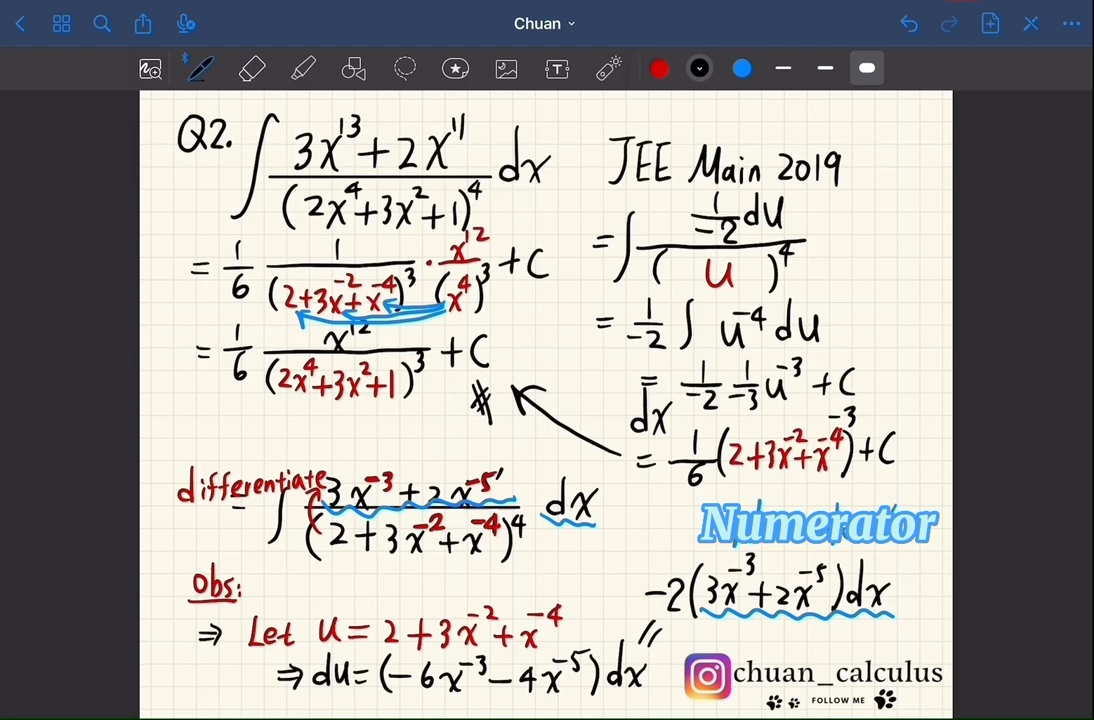 Chuan
Q2. ∫ (3x¹³ + 2x¹¹)/(2x⁴ + 3x² + 1)⁴ dx
= 1/6 · 1/(2 + 3x⁻² + x⁻⁴)³ · x¹²/(x⁴)³ + C
= 1/6 x¹²/(2x⁴ + 3x² + 1)³ + C
#
differentiate
∫ (3x⁻³ + 2x⁻⁵)/(2 + 3x⁻² + x⁻⁴)⁴ dx
Obs:
⇒ Let u = 2 + 3x⁻² + x⁻⁴
⇒ du = (-6x⁻³ - 4x⁻⁵) dx
JEE Main 2019
= ∫ (1/-2 du)/(u)⁴
= 1/-2 ∫ u⁻⁴ du
= 1/-2 1/-3 u⁻³ + C
dx
= 1/6 (2 + 3x⁻² + x⁻⁴)⁻³ + C
Numerator
-2(3x⁻³ + 2x⁻⁵)dx
//
chuan_calculus
FOLLOW ME